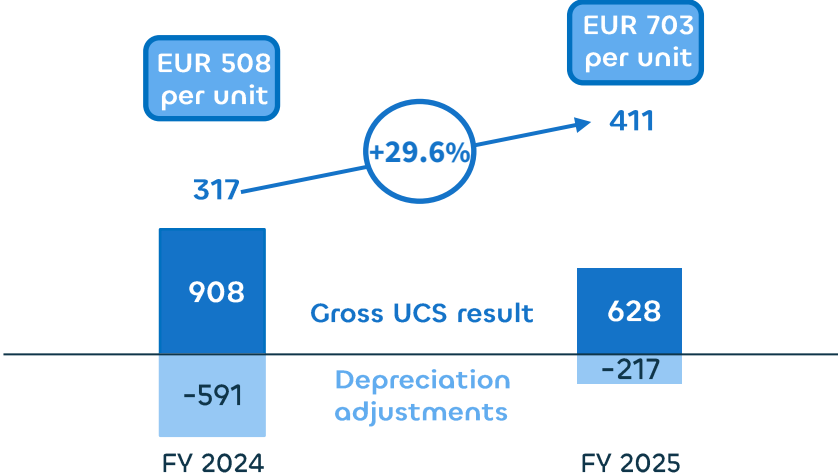 EUR 508
per unit
EUR 703
per unit
+29.6%
317
411
908
Gross UCS result
628
-591
Depreciation
adjustments
-217
FY 2024
FY 2025